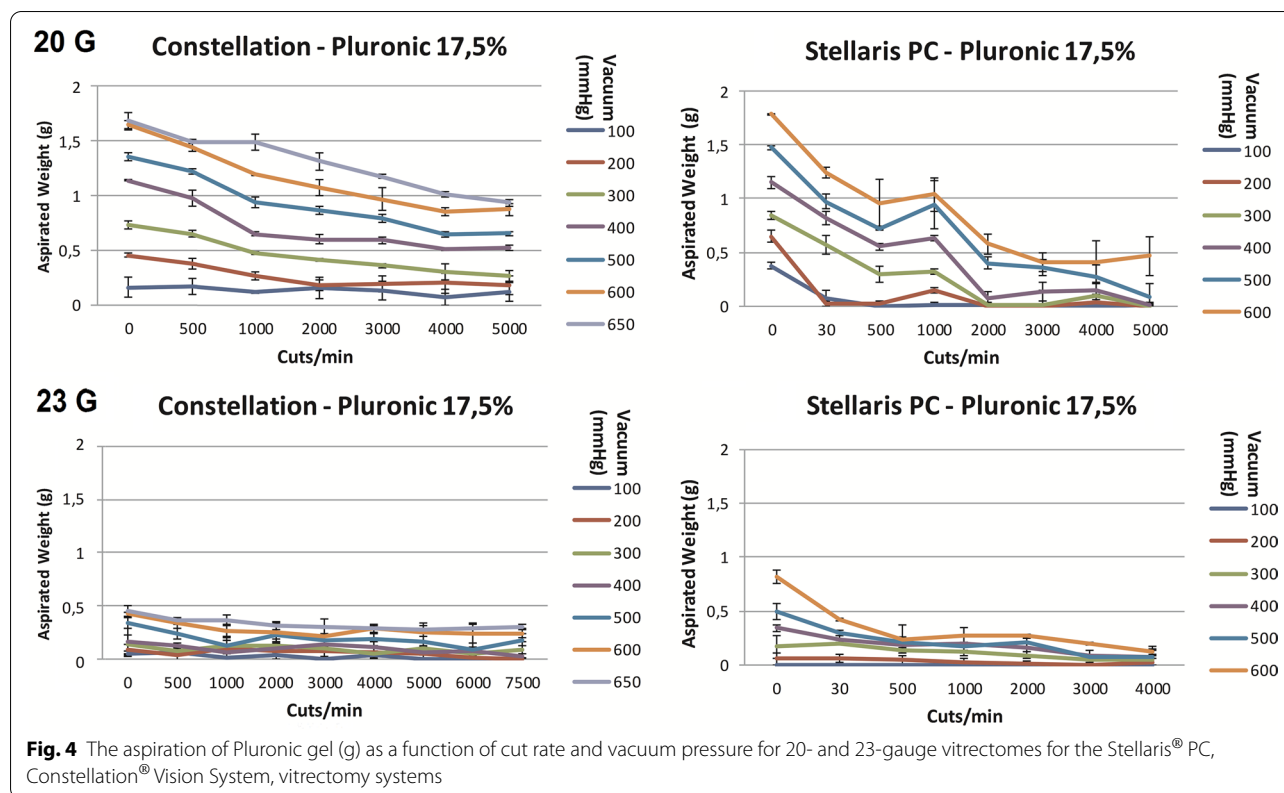 20 G
Constellation - Pluronic 17,5%
Vacuum
(mmHg)
Aspirated Weight (g)
2
1,5
1
0,5
0
0 500 1000 2000 3000 4000 5000
Cuts/min
100
200
300
400
500
600
650
Stellaris PC - Pluronic 17,5%
Vacuum
(mmHg)
Aspirated Weight (g)
2
1,5
1
0,5
0
0 30 500 1000 2000 3000 4000 5000
Cuts/min
100
200
300
400
500
600
23 G
Constellation - Pluronic 17,5%
Vacuum
(mmHg)
Aspirated Weight (g)
2
1,5
1
0,5
0
0 500 1000 2000 3000 4000 5000 6000 7500
Cuts/min
100
200
300
400
500
600
650
Stellaris PC - Pluronic 17,5%
Vacuum
(mmHg)
Aspirated Weight (g)
2
1,5
1
0,5
0
0 30 500 1000 2000 3000 4000
Cuts/min
100
200
300
400
500
600
Fig. 4 The aspiration of Pluronic gel (g) as a function of cut rate and vacuum pressure for 20- and 23-gauge vitrectomes for the Stellaris® PC,
Constellation® Vision System, vitrectomy systems